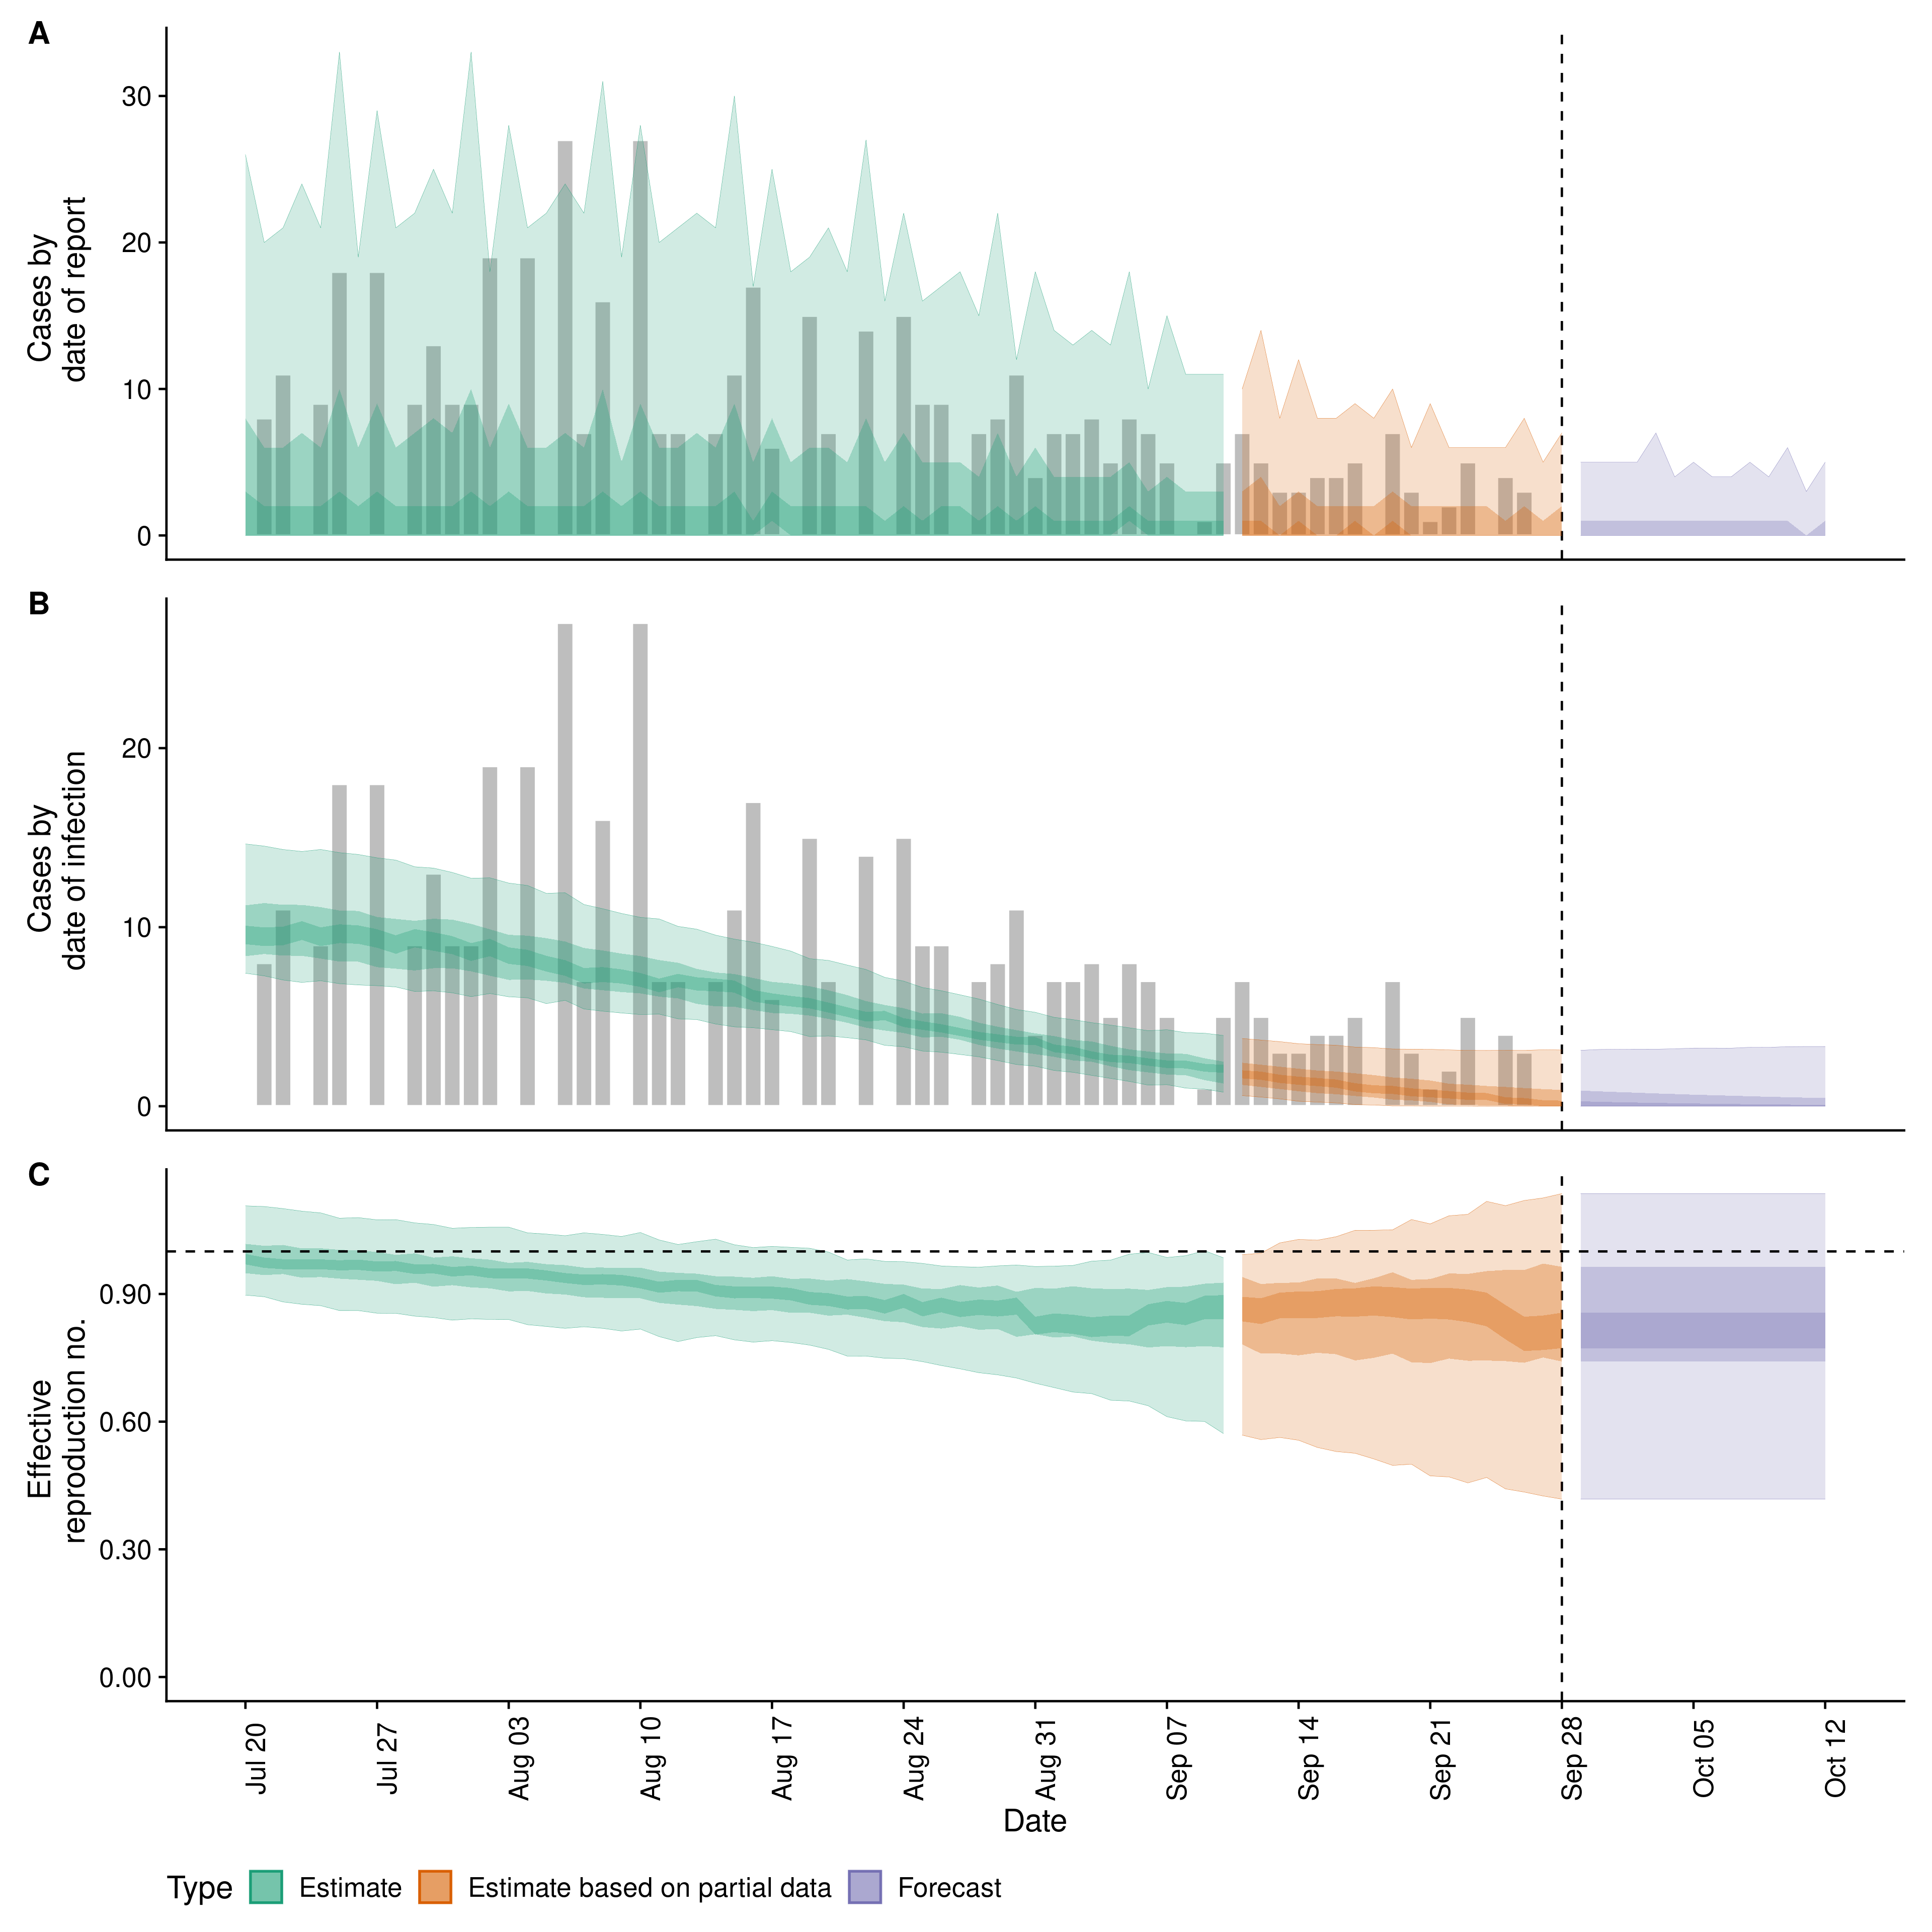 A
Cases by
date of report
30
20
10
0
B
Cases by
date of infection
20
10
0
C
Effective
reproduction no.
0.90
0.60
0.30
0.00
Jul 20
Jul 27
Aug 03
Aug 10
Aug 17
Aug 24
Aug 31
Sep 07
Sep 14
Sep 21
Sep 28
Oct 05
Oct 12
Date
Type Estimate Estimate based on partial data Forecast